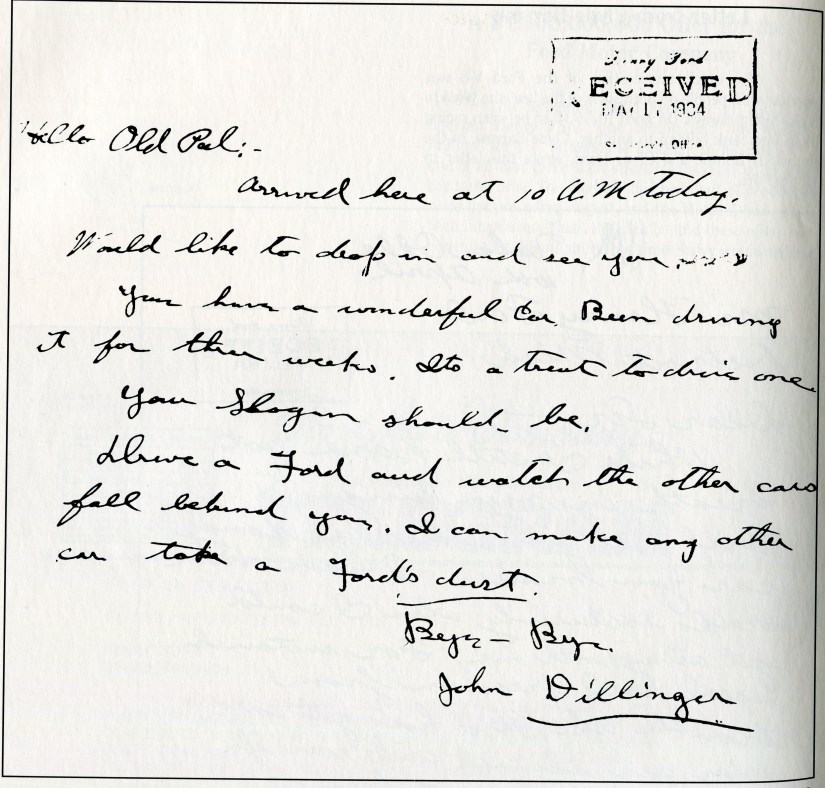 Henry Ford
RECEIVED
MAY 17 1934
Hello Old Pal:-
Arrived here at 10 A.M today.
Would like to drop in and see you
You have a wonderful car. Been driving
it for three weeks. Its a treat to drive one
Your Slogan should be,
Drive a Ford and watch the other cars
fall behind you. I can make any other
car take a Ford's dust.
Bye - Bye.
John Dillinger